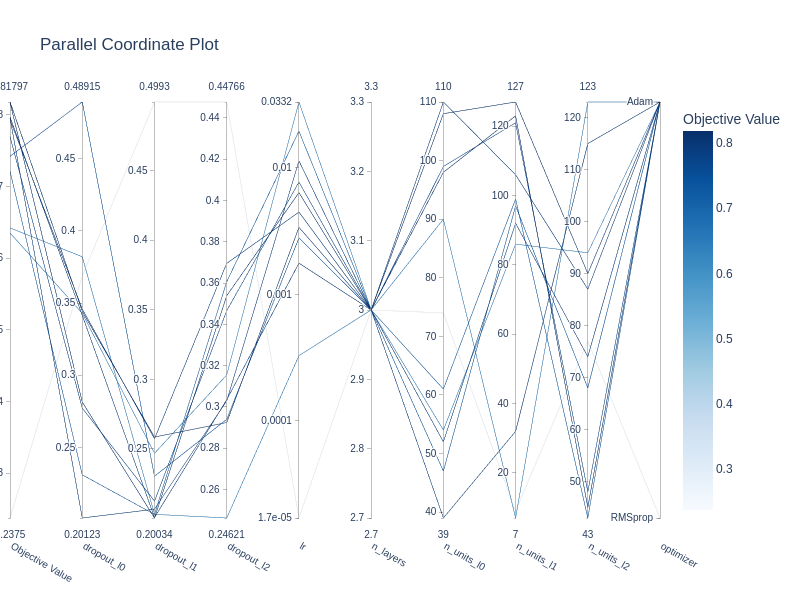 Parallel Coordinate Plot
81797 0.48915 0.4993 0.44766 0.0332 3.3 110 127 123
Objective Value
0.45 0.4 0.35 0.3 0.25
0.45 0.4 0.35 0.3 0.25
0.44 0.42 0.4 0.38 0.36 0.34 0.32 0.3 0.28 0.26
0.01 0.001 0.0001 1.7e-05
3.3 3.2 3.1 3 2.9 2.8 2.7
110 100 90 80 70 60 50 40
120 100 80 60 40 20
120 110 100 90 80 70 60 50
Adam
RMSprop
0.8
0.7
0.6
0.5
0.4
0.3
.2375 0.20123 0.20034 0.24621 2.7 39 7 43
Objective Value dropout_l0 dropout_l1 dropout_l2 lr n_layers n_units_l0 n_units_l1 n_units_l2 optimizer